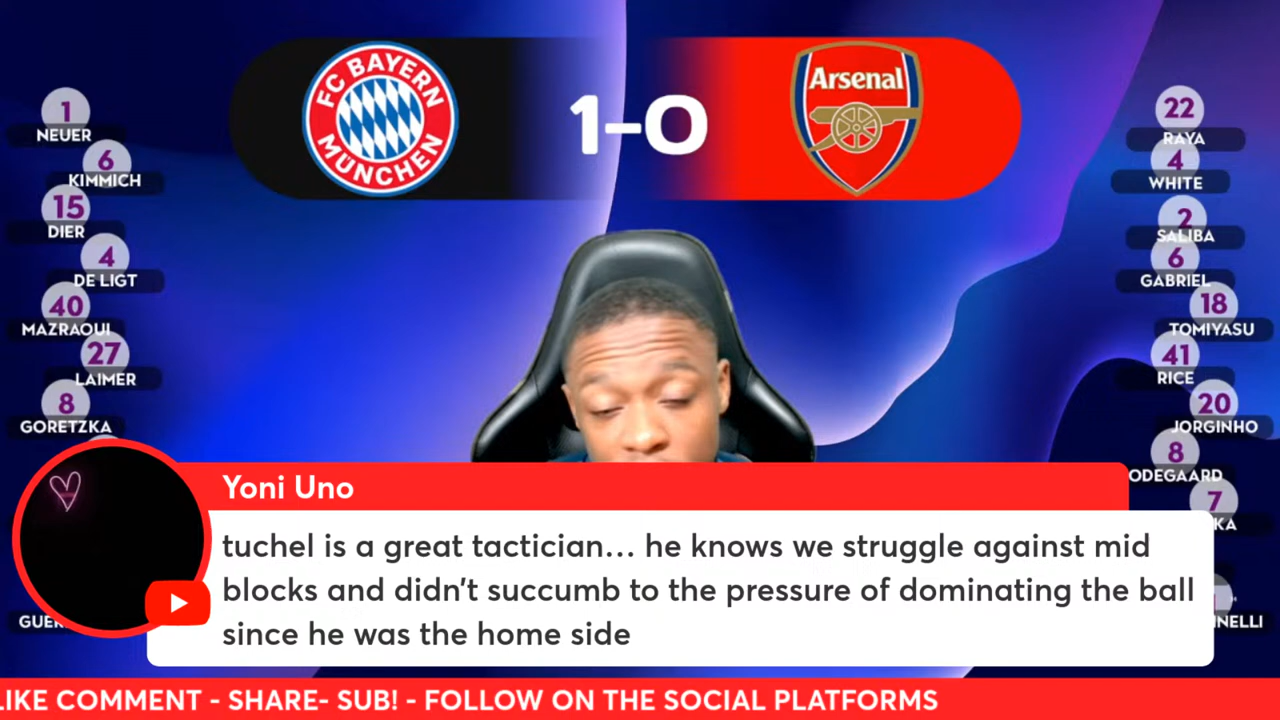 FC BAYERN
MÜNCHEN
1-0
Arsenal
1
NEUER
6
KIMMICH
15
DIER
4
DE LIGT
40
MAZRAOUI
27
LAIMER
8
GORETZKA
22
RAYA
4
WHITE
2
SALIBA
6
GABRIEL
18
TOMIYASU
41
RICE
20
JORGINHO
8
ODEGAARD
7
Yoni Uno
tuchel is a great tactician... he knows we struggle against mid
blocks and didn't succumb to the pressure of dominating the ball
since he was the home side
LIKE COMMENT - SHARE- SUB! - FOLLOW ON THE SOCIAL PLATFORMS